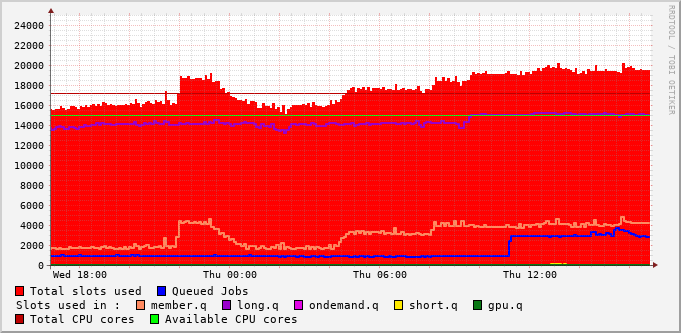 24000
22000
20000
18000
16000
14000
12000
10000
8000
6000
4000
2000
0
Wed 18:00 Thu 00:00 Thu 06:00 Thu 12:00
Total slots used Queued Jobs
Slots used in : member.q long.q ondemand.q short.q gpu.q
Total CPU cores Available CPU cores
RRDTOOL / TOBI OETIKER